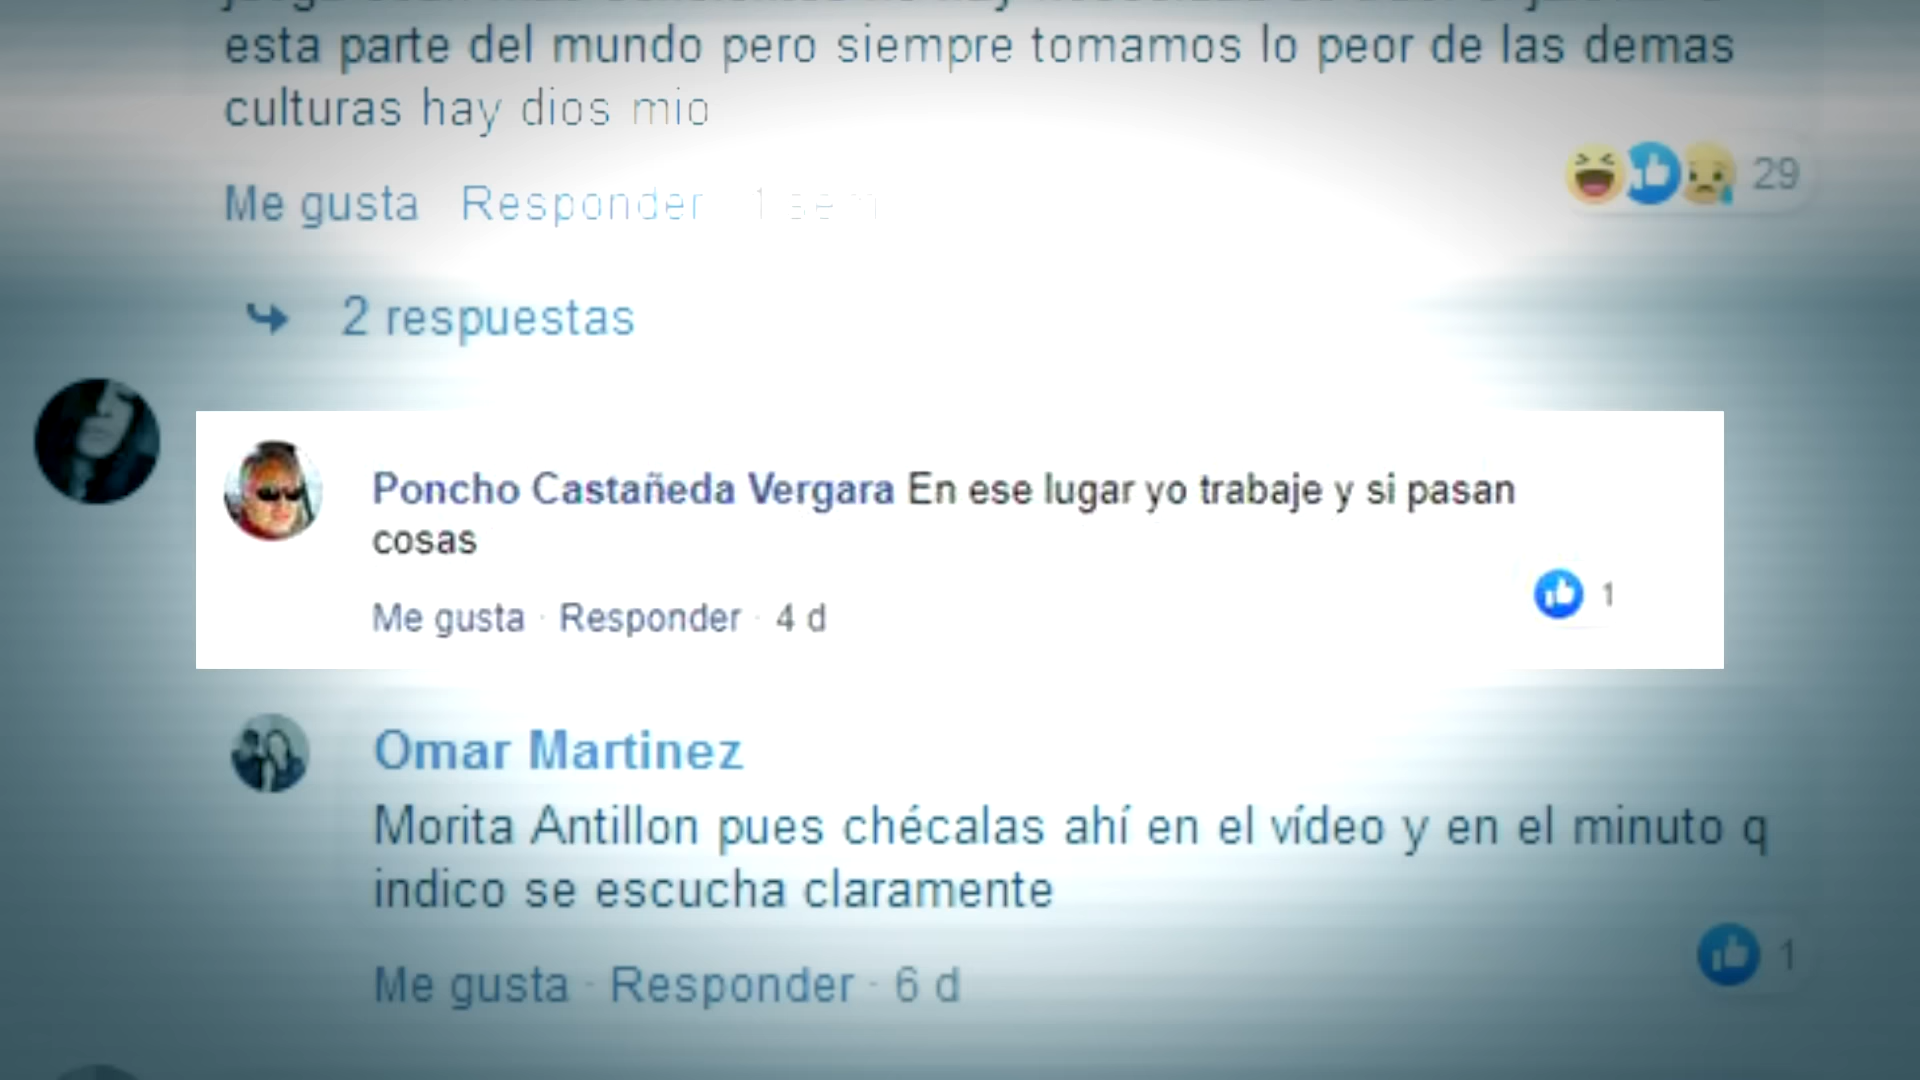 esta parte del mundo pero siempre tomamos lo peor de las demas
culturas hay dios mio
29
Me gusta Responder 1 sem
2 respuestas
Poncho Castañeda Vergara En ese lugar yo trabaje y si pasan
cosas
Me gusta · Responder · 4 d
1
Omar Martinez
Morita Antillon pues chécalas ahí en el vídeo y en el minuto q
indico se escucha claramente
1
Me gusta · Responder · 6 d